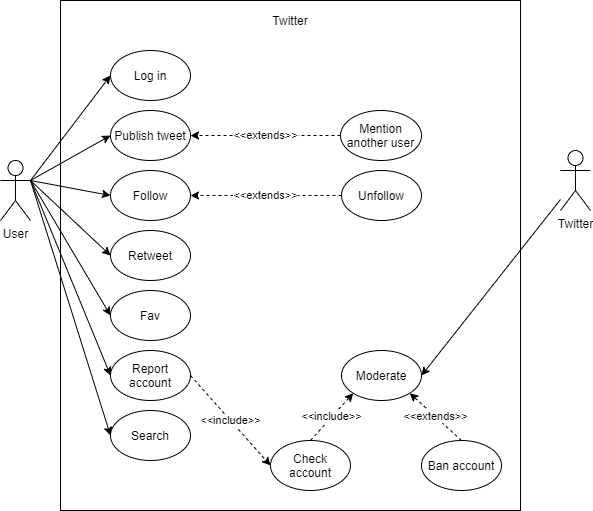 Twitter
Log in
Publish tweet
<<extends>>
Mention
another user
Follow
<<extends>>
Unfollow
User
Twitter
Retweet
Fav
Report
account
Moderate
<<include>>
<<include>>
<<extends>>
Search
Check
account
Ban account